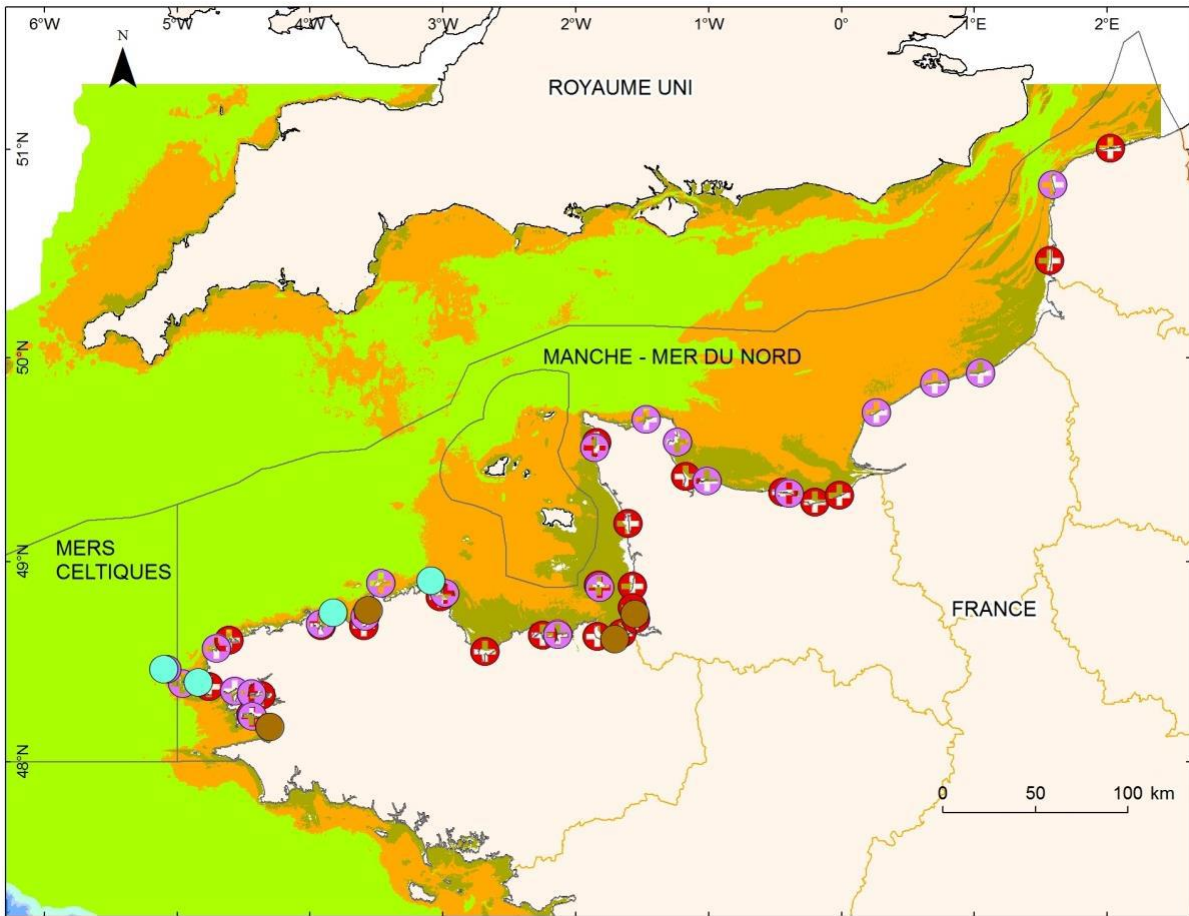 6°W 5°W 4°W 3°W 2°W 1°W 0° 1°E 2°E
N
ROYAUME UNI
51°N
50°N
MANCHE - MER DU NORD
49°N
MERS
CELTIQUES
FRANCE
48°N
0 50 100 km